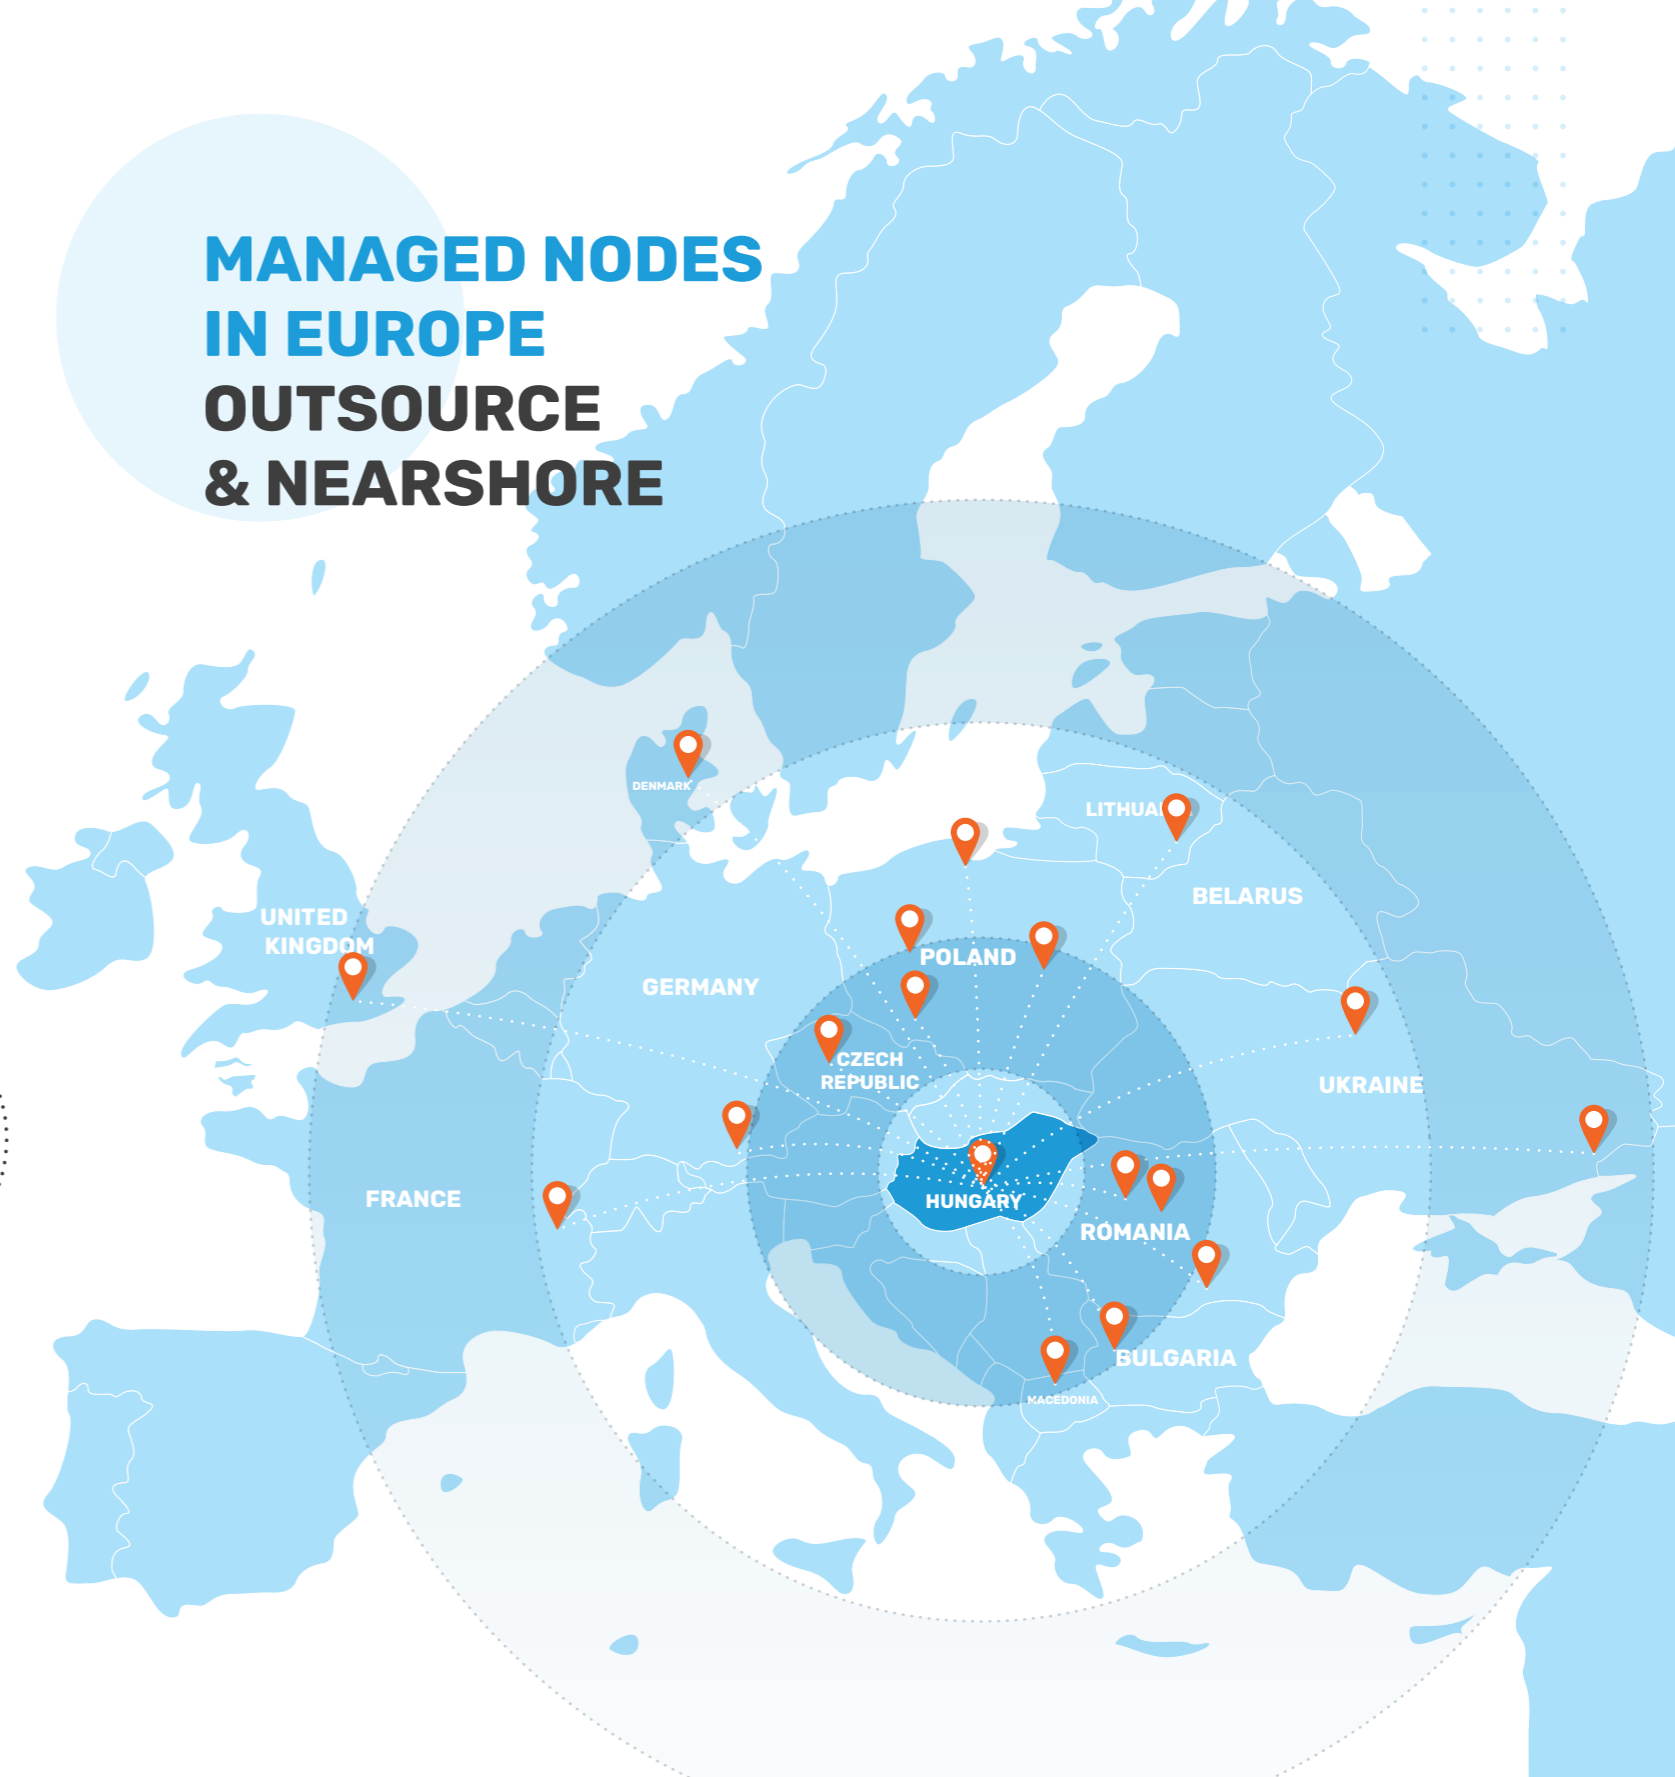 MANAGED NODES
IN EUROPE
OUTSOURCE
& NEARSHORE
DENMARK
LITHUA
BELARUS
UNITED
KINGDOM
POLAND
GERMANY
CZECH
REPUBLIC
UKRAINE
FRANCE
HUNGARY
ROMANIA
BULGARIA
MACEDONIA